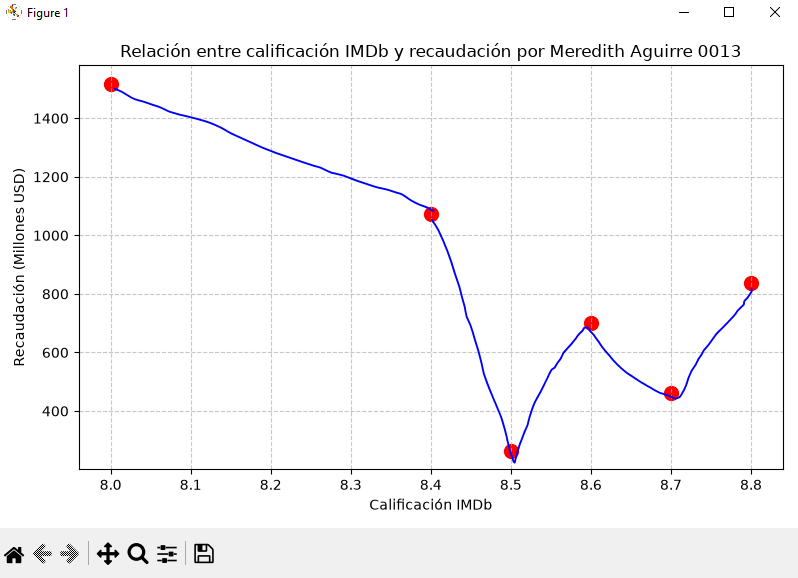 Figure 1
Relación entre calificación IMDb y recaudación por Meredith Aguirre 0013
Recaudación (Millones USD)
1400
1200
1000
800
600
400
8.0 8.1 8.2 8.3 8.4 8.5 8.6 8.7 8.8
Calificación IMDb